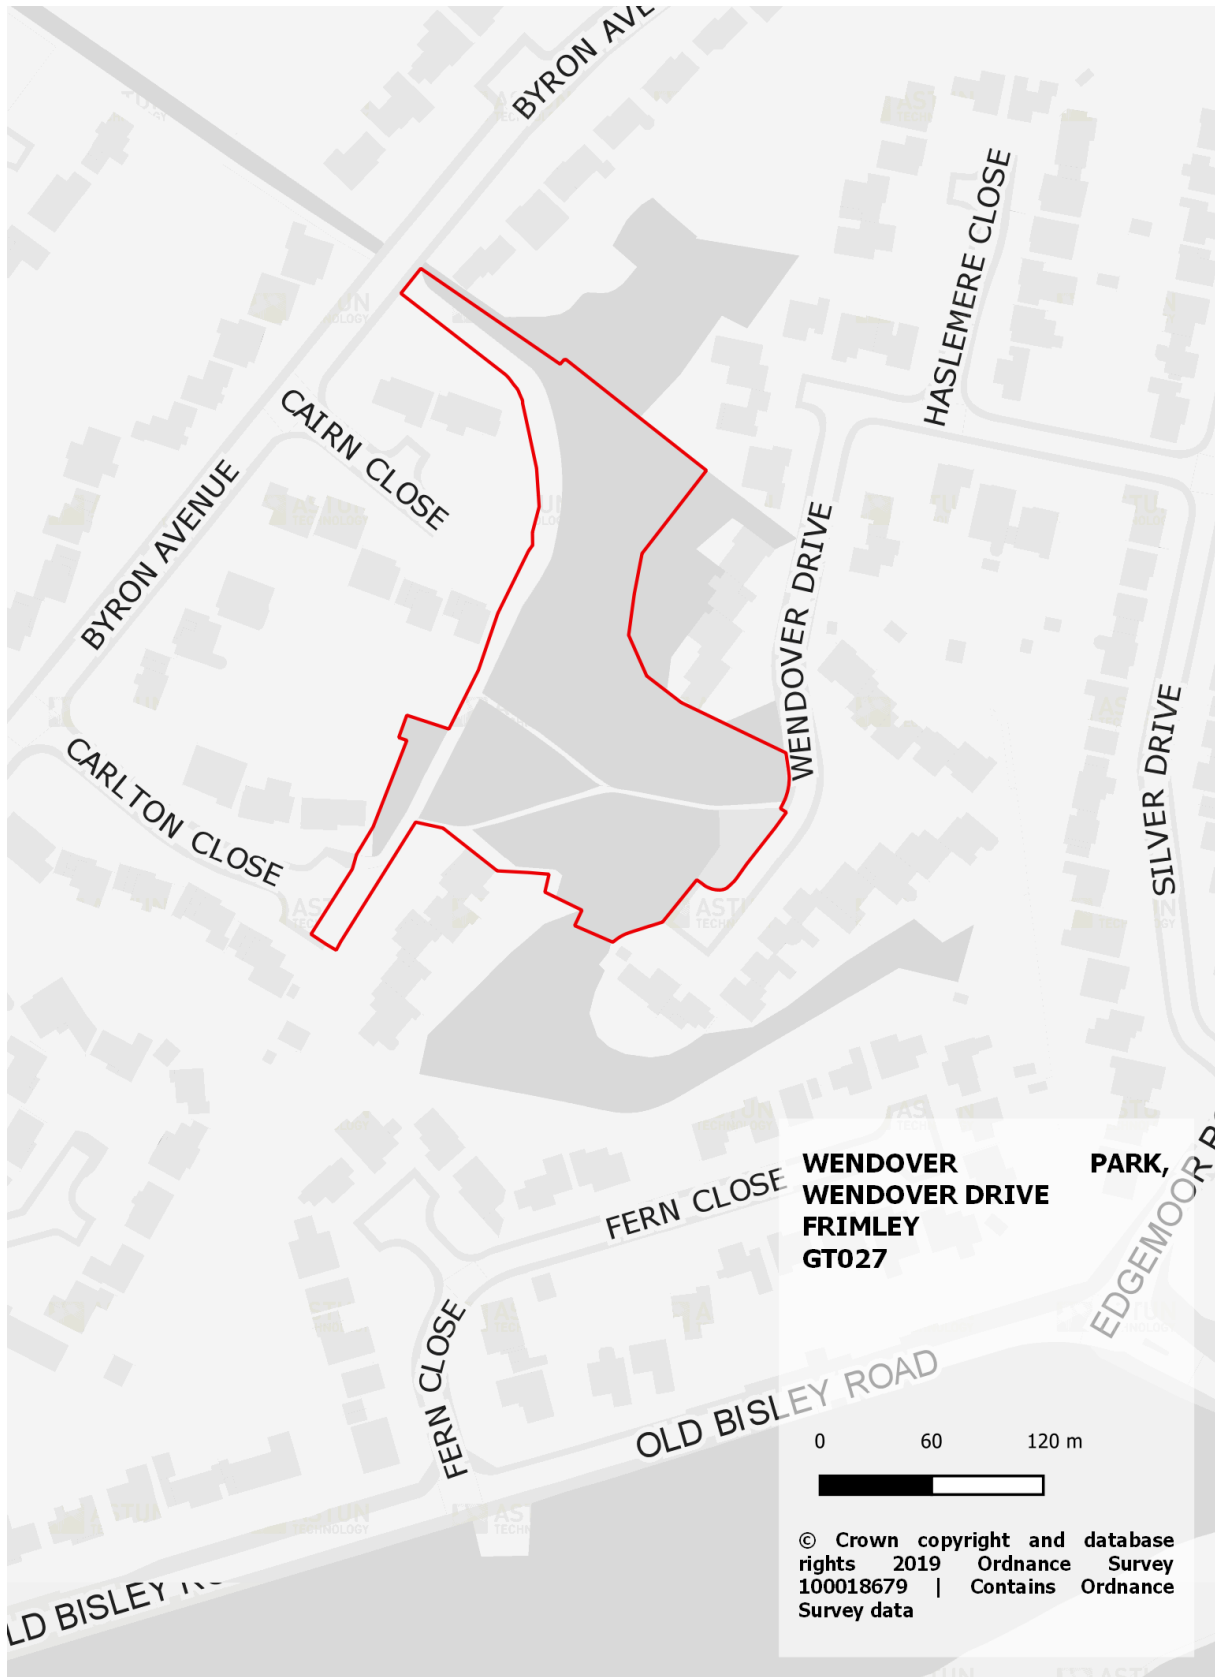 BYRON AVE
HASLEMERE CLOSE
CAIRN CLOSE
BYRON AVENUE
WENDOVER DRIVE
CARLTON CLOSE
SILVER DRIVE
FERN CLOSE
FERN CLOSE
EDGEMOOR R
OLD BISLEY ROAD
LD BISLEY RO
WENDOVER PARK,
WENDOVER DRIVE
FRIMLEY
GT027
0 60 120 m
© Crown copyright and database
rights 2019 Ordnance Survey
100018679 | Contains Ordnance
Survey data